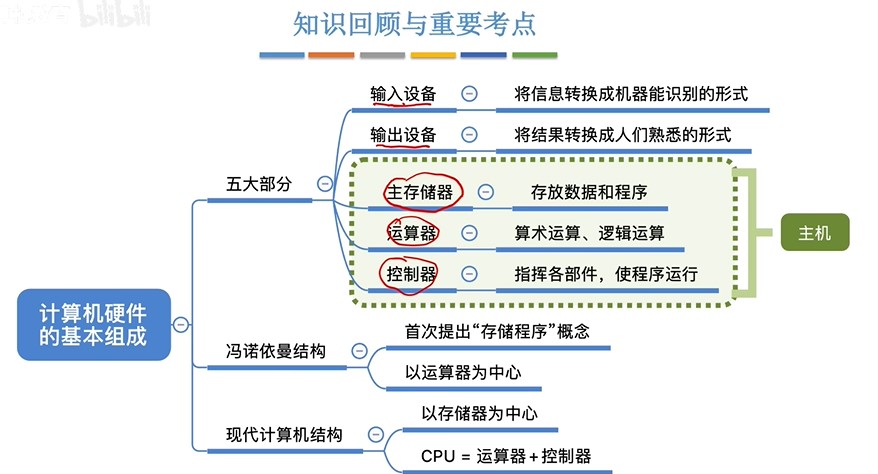 bilibili
知识回顾与重要考点
输入设备
将信息转换成机器能识别的形式
输出设备
将结果转换成人们熟悉的形式
五大部分
主存储器
存放数据和程序
运算器
算术运算、逻辑运算
主机
控制器
指挥各部件，使程序运行
计算机硬件
的基本组成
首次提出“存储程序”概念
冯诺依曼结构
以运算器为中心
以存储器为中心
现代计算机结构
CPU = 运算器+控制器